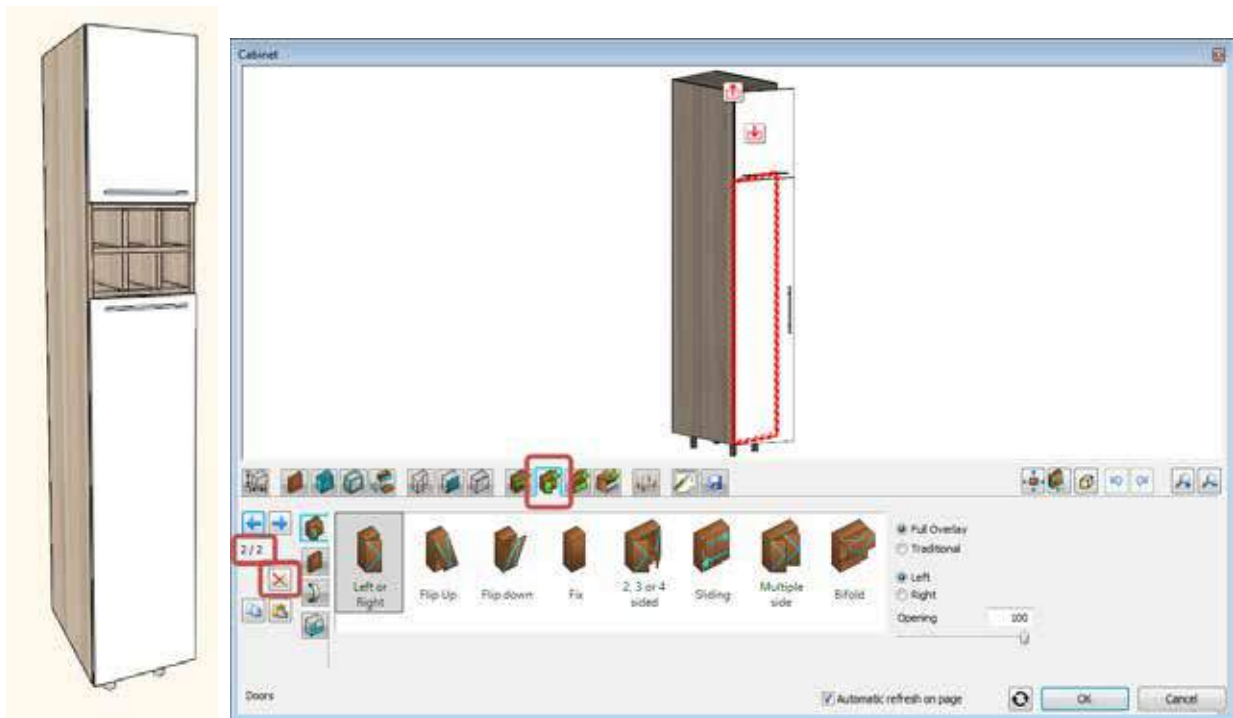 Cabinet
2 / 2
Left or
Right
Flip Up
Flip down
Fix
2, 3 or 4
sided
Sliding
Multiple
side
Bifold
Full Overlay
Traditional
Left
Right
Opening 100
Doors
Automatic refresh on page
OK
Cancel